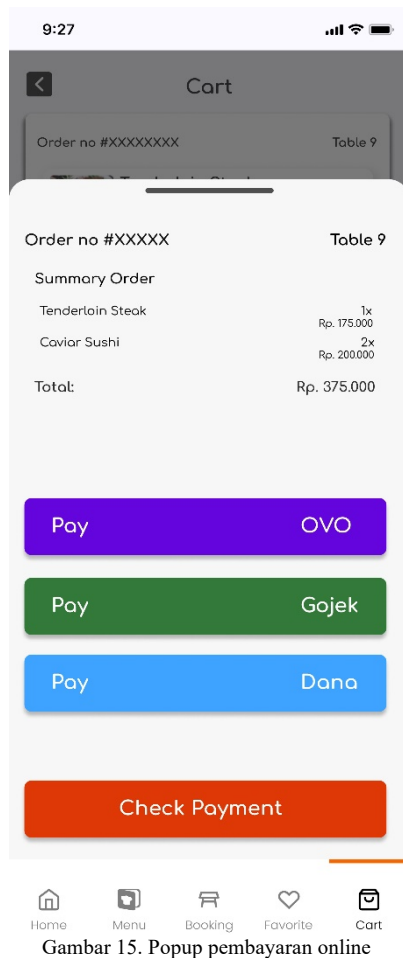 9:27
Cart
Order no #XXXXXXXX Table 9
Order no #XXXXX Table 9
Summary Order
Tenderloin Steak 1x
Rp. 175.000
Caviar Sushi 2x
Rp. 200.000
Total: Rp. 375.000
Pay OVO
Pay Gojek
Pay Dana
Check Payment
Home Menu Booking Favorite Cart
Gambar 15. Popup pembayaran online